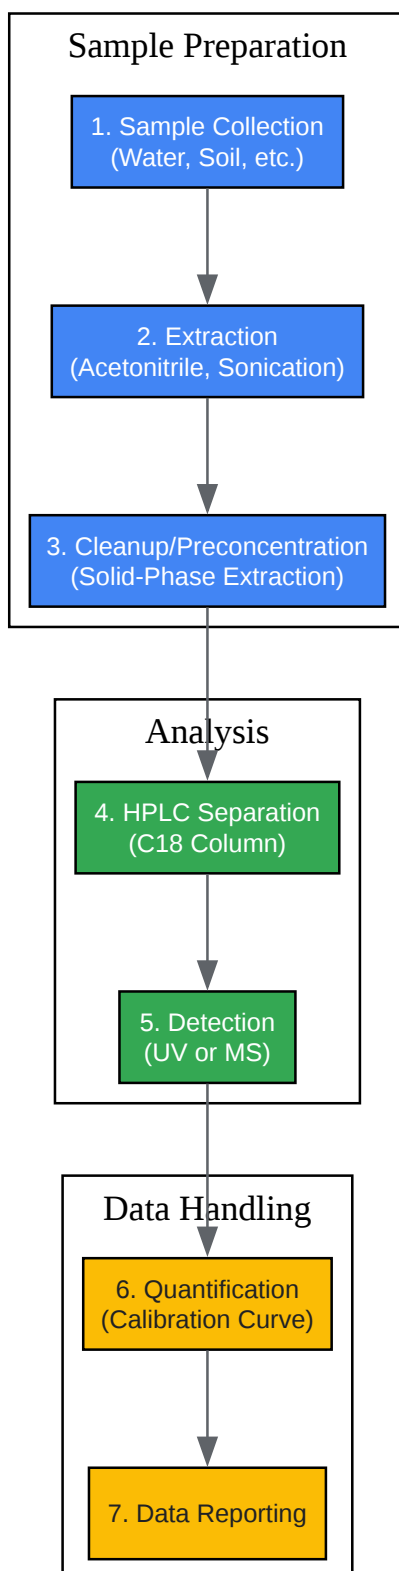 Sample Preparation
1. Sample Collection
(Water, Soil, etc.)
2. Extraction
(Acetonitrile, Sonication)
3. Cleanup/Preconcentration
(Solid-Phase Extraction)
Analysis
4. HPLC Separation
(C18 Column)
5. Detection
(UV or MS)
Data Handling
6. Quantification
(Calibration Curve)
7. Data Reporting